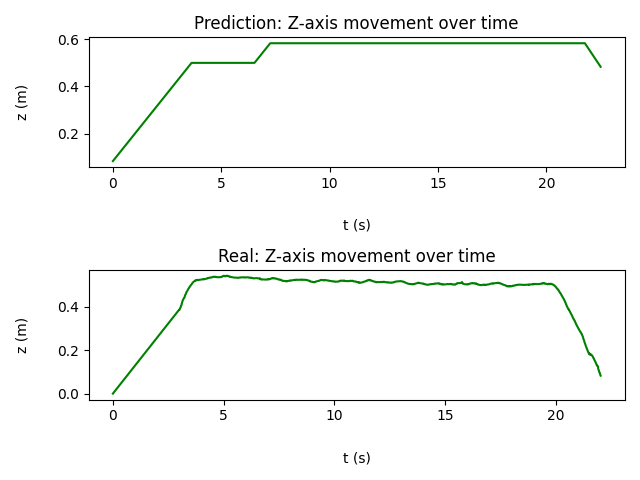 Prediction: Z-axis movement over time
0.6
0.4
0.2
z (m)
0 5 10 15 20
t (s)
Real: Z-axis movement over time
0.4
0.2
0.0
z (m)
0 5 10 15 20
t (s)